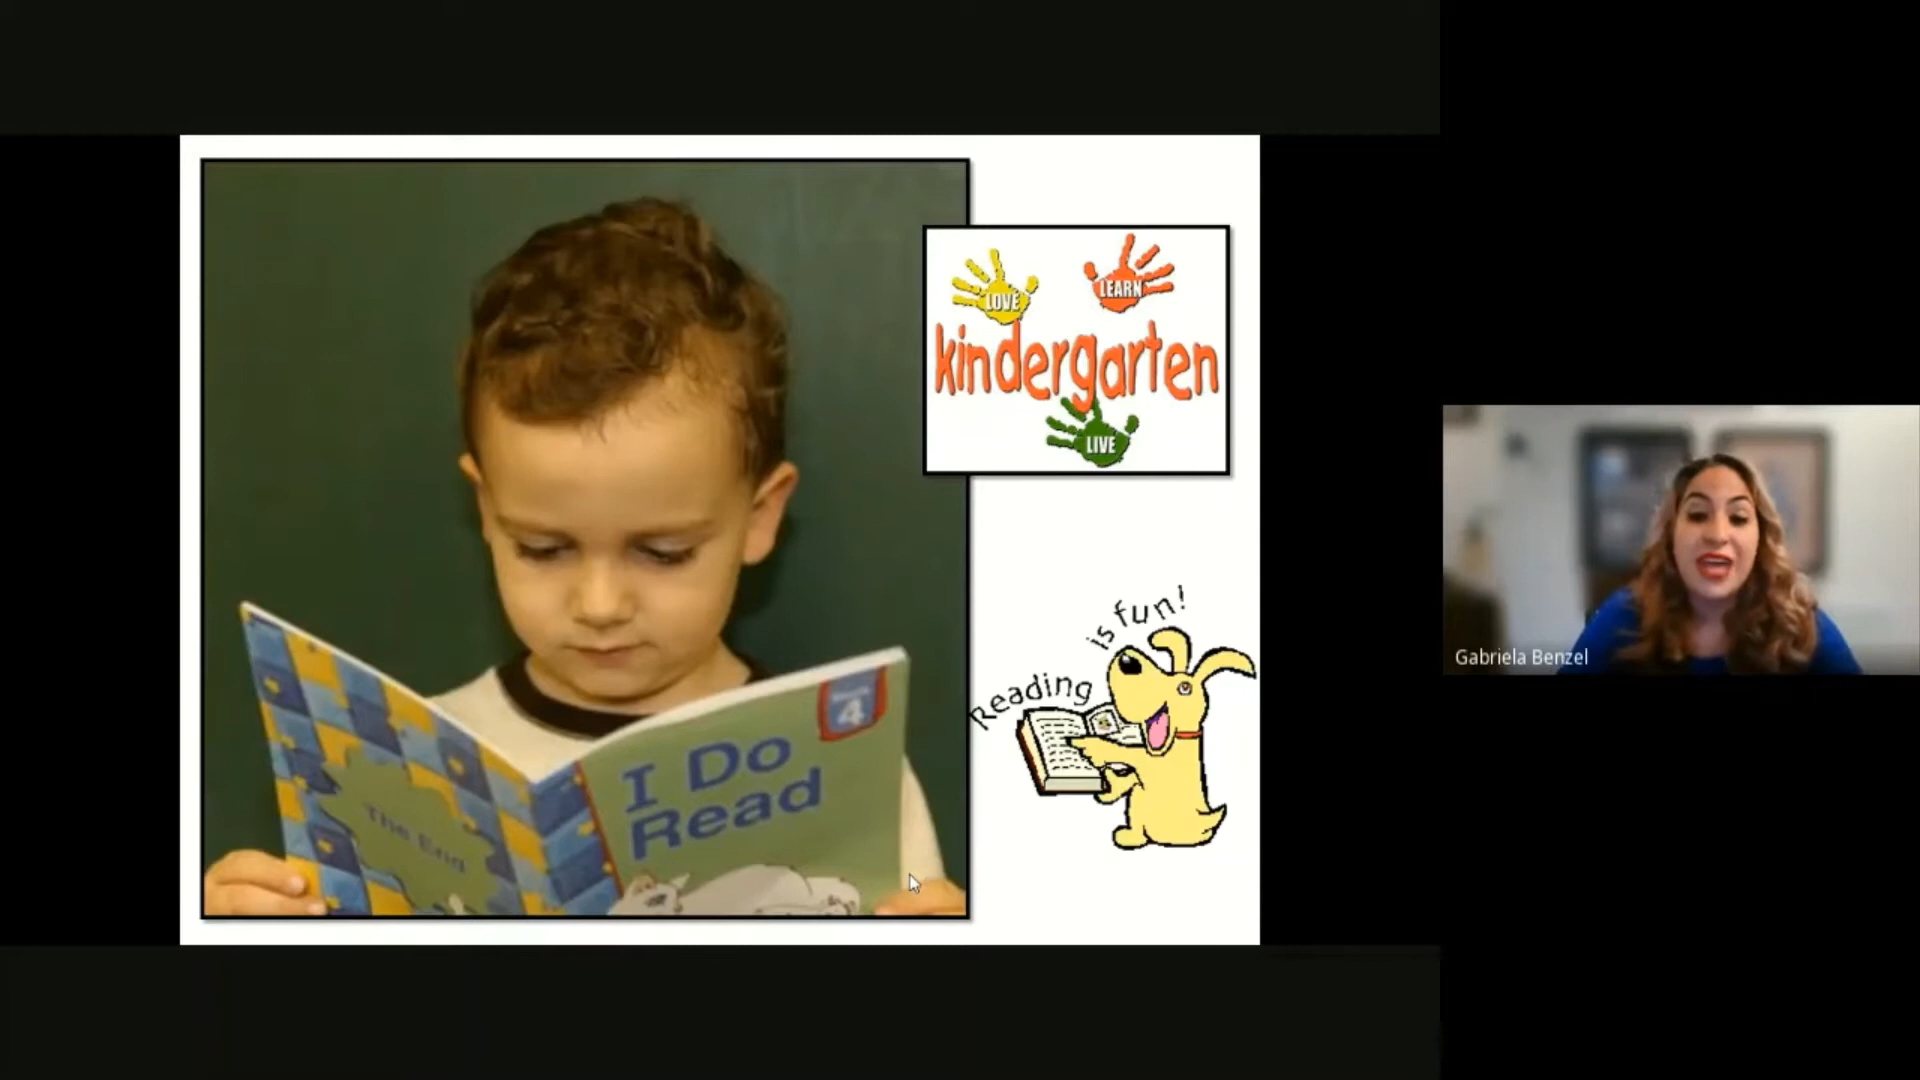 LOVE
LEARN
kindergarten
LIVE
Reading is fun!
4
I Do
Read
The End
Gabriela Benzel